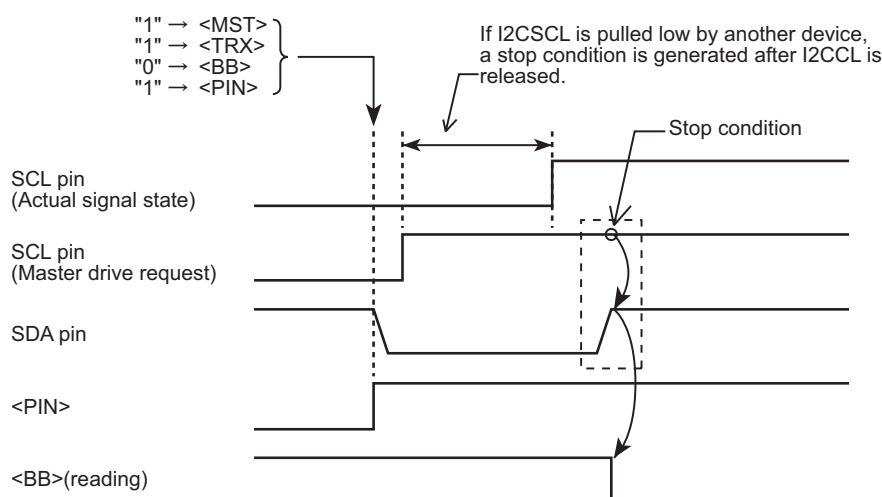 "1" → <MST>
"1" → <TRX>
"0" → <BB>
"1" → <PIN>
If I2CSCL is pulled low by another device,
a stop condition is generated after I2CCL is
released.
Stop condition
SCL pin
(Actual signal state)
SCL pin
(Master drive request)
SDA pin
<PIN>
<BB>(reading)